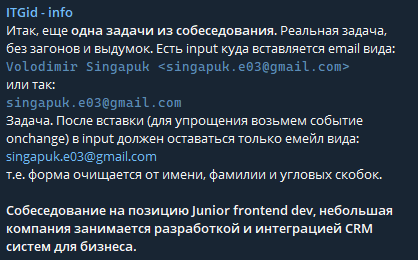 ITGid - info
Итак, еще одна задачи из собеседования. Реальная задача,
без загонов и выдумок. Есть input куда вставляется email вида:
Volodimir Singapuk <singapuk.e03@gmail.com>
или так:
singapuk.e03@gmail.com
Задача. После вставки (для упрощения возьмем событие
onchange) в input должен оставаться только емейл вида:
singapuk.e03@gmail.com
т.е. форма очищается от имени, фамилии и угловых скобок.
Собеседование на позицию Junior frontend dev, небольшая
компания занимается разработкой и интеграцией CRM
систем для бизнеса.